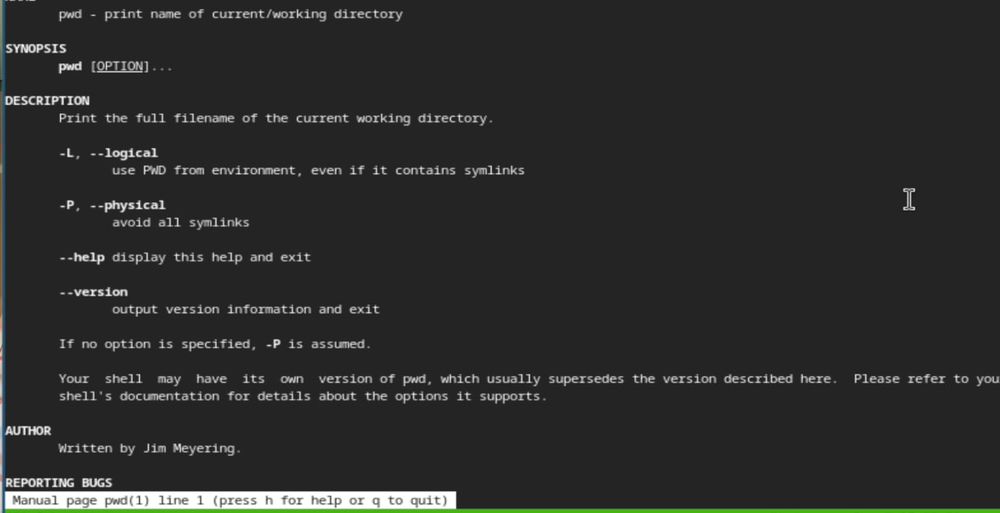 pwd - print name of current/working directory
SYNOPSIS
pwd [OPTION]...
DESCRIPTION
Print the full filename of the current working directory.
-L, --logical
use PWD from environment, even if it contains symlinks
-P, --physical
avoid all symlinks
--help display this help and exit
--version
output version information and exit
If no option is specified, -P is assumed.
Your shell may have its own version of pwd, which usually supersedes the version described here. Please refer to you
shell's documentation for details about the options it supports.
AUTHOR
Written by Jim Meyering.
REPORTING BUGS
Manual page pwd(1) line 1 (press h for help or q to quit)